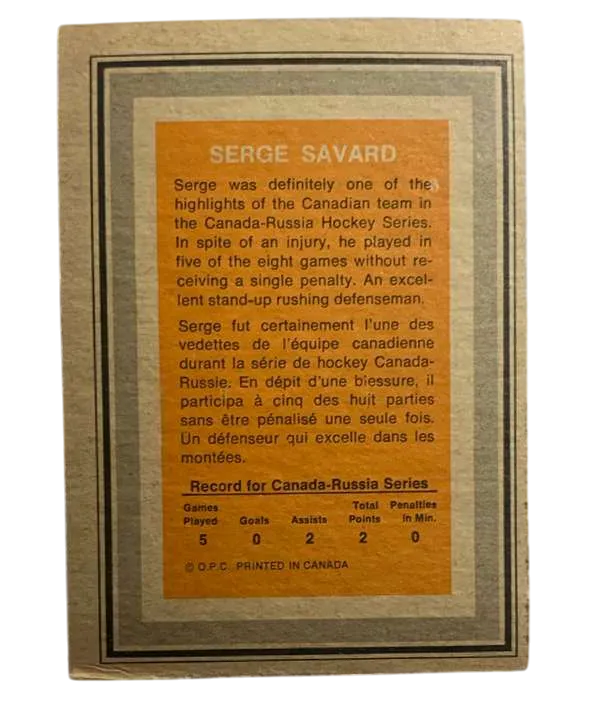 SERGE SAVARD
Serge was definitely one of the
highlights of the Canadian team in
the Canada-Russia Hockey Series.
In spite of an injury, he played in
five of the eight games without re-
ceiving a single penalty. An excel-
lent stand-up rushing defenseman.
Serge fut certainement l'une des
vedettes de l'équipe canadienne
durant la série de hockey Canada-
Russie. En dépit d'une blessure, il
participa à cinq des huit parties
sans être pénalisé une seule fois.
Un défenseur qui excelle dans les
montées.
Record for Canada-Russia Series
Games Total Penalties
Played Goals Assists Points in Min.
5 0 2 2 0
© O.P.C. PRINTED IN CANADA